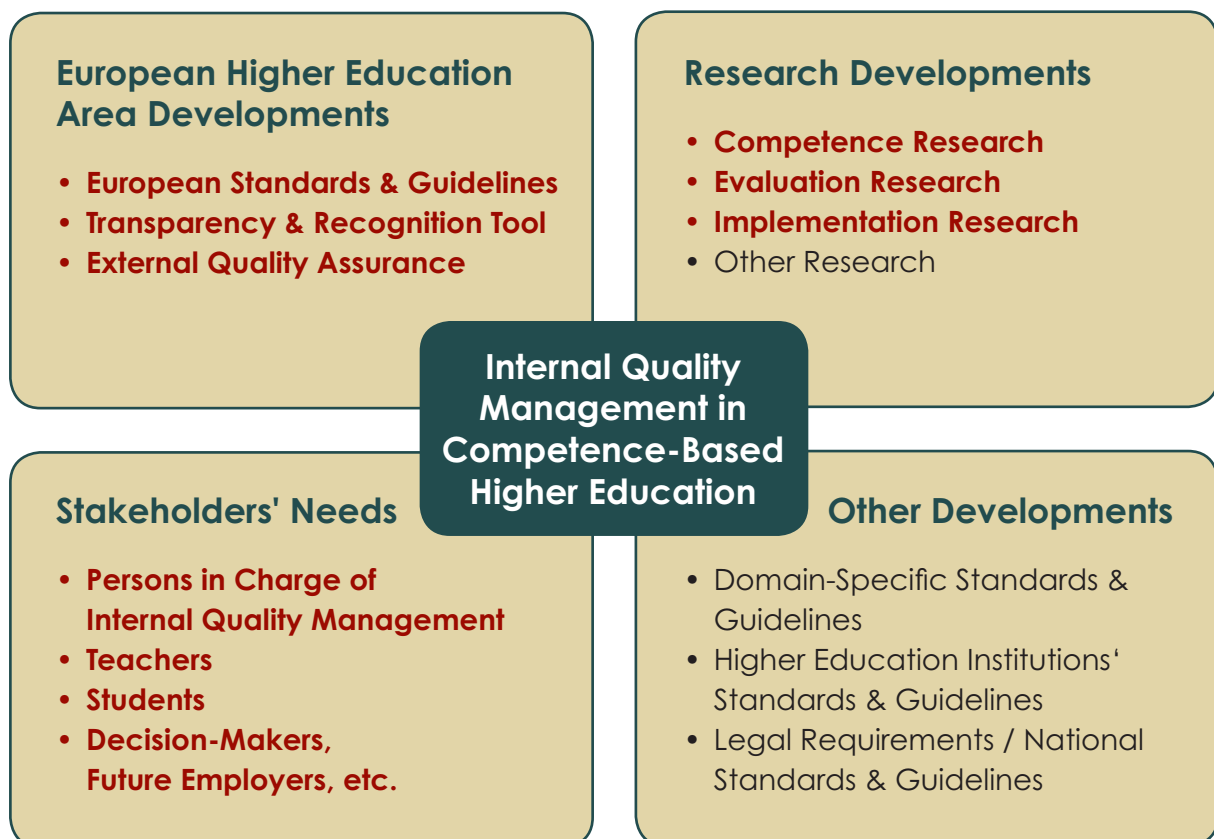 European Higher Education
Area Developments
• European Standards & Guidelines
• Transparency & Recognition Tool
• External Quality Assurance
Research Developments
• Competence Research
• Evaluation Research
• Implementation Research
• Other Research
Internal Quality
Management in
Competence-Based
Higher Education
Stakeholders' Needs
• Persons in Charge of
Internal Quality Management
• Teachers
• Students
• Decision-Makers,
Future Employers, etc.
Other Developments
• Domain-Specific Standards &
Guidelines
• Higher Education Institutions‘
Standards & Guidelines
• Legal Requirements / National
Standards & Guidelines